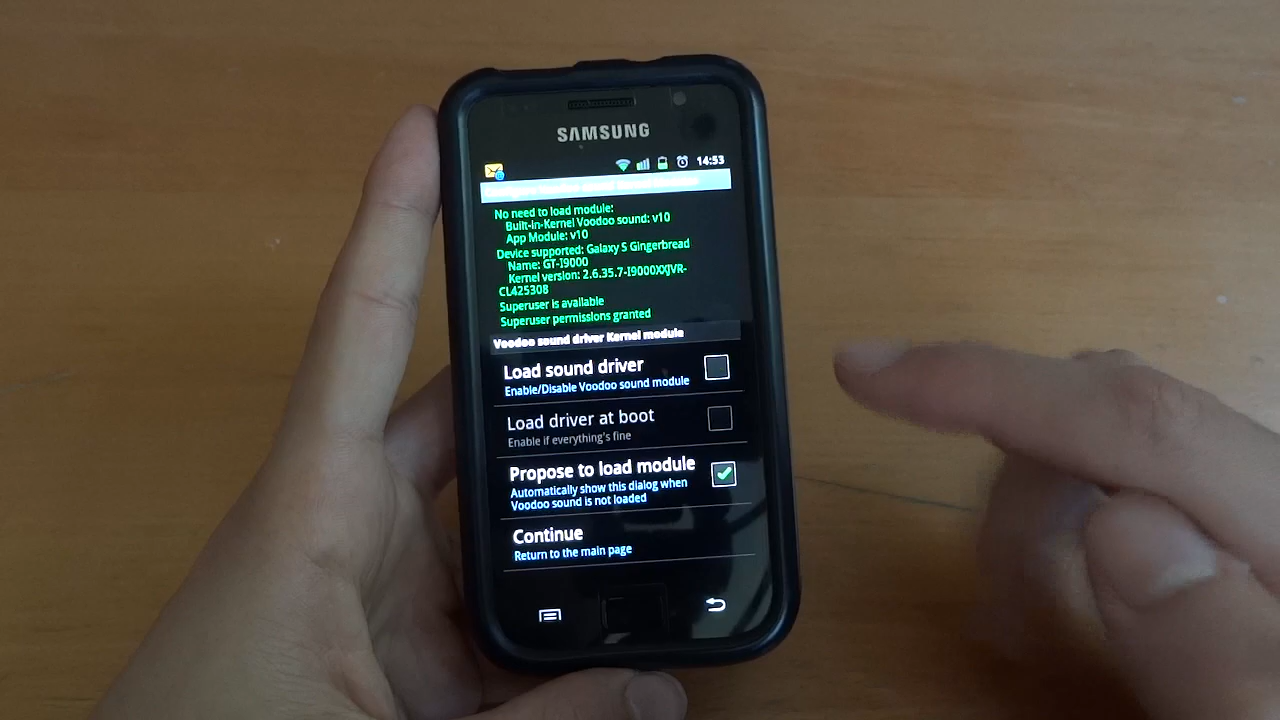 SAMSUNG
14:53
No need to load module:
Built-in-Kernel Voodoo sound: v10
App Module: v10
Device supported: Galaxy S Gingerbread
Name: GT-I9000
Kernel version: 2.6.35.7-I9000XXJVR-
CL425308
Superuser is available
Superuser permissions granted
Voodoo sound driver Kernel module
Load sound driver
Enable/Disable Voodoo sound module
Load driver at boot
Enable if everything's fine
Propose to load module
Automatically show this dialog when
Voodoo sound is not loaded
Continue
Return to the main page